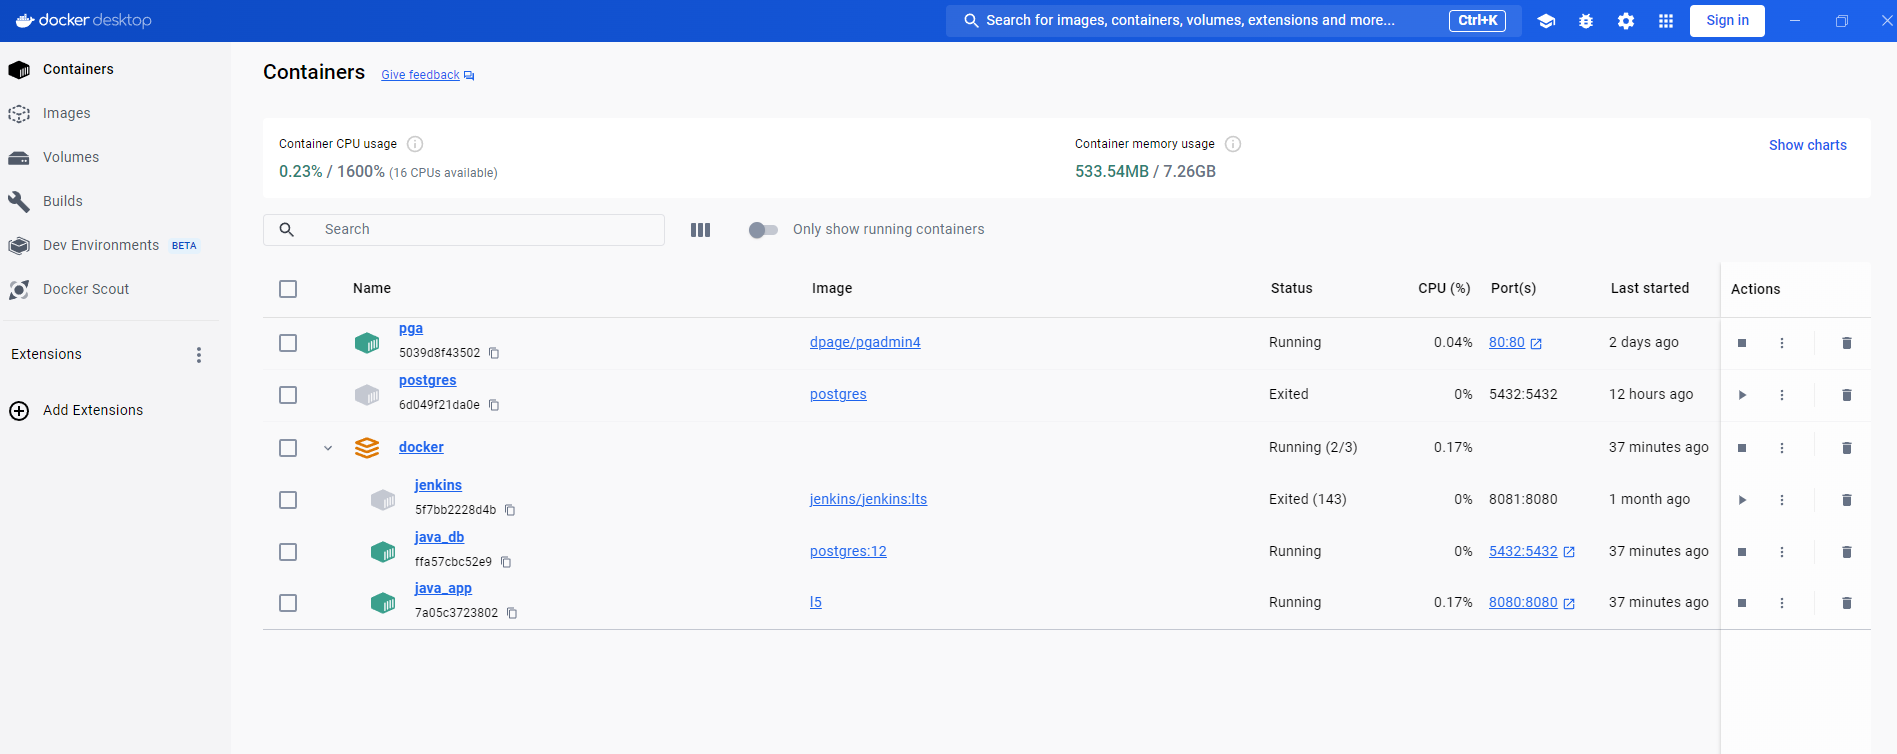 docker desktop
Search for images, containers, volumes, extensions and more...
Ctrl+K
Sign in
Containers
Images
Volumes
Builds
Dev Environments BETA
Docker Scout
Extensions
Add Extensions
Containers Give feedback
Container CPU usage
0.23% / 1600% (16 CPUs available)
Container memory usage
533.54MB / 7.26GB
Show charts
Search
Only show running containers
Name Image Status CPU (%) Port(s) Last started Actions
pga
5039d8f43502
dpage/pgadmin4 Running 0.04% 80:80 2 days ago
postgres
6d049f21da0e
postgres Exited 0% 5432:5432 12 hours ago
docker Running (2/3) 0.17% 37 minutes ago
jenkins
5f7bb2228d4b
jenkins/jenkins:lts Exited (143) 0% 8081:8080 1 month ago
java_db
ffa57cbc52e9
postgres:12 Running 0% 5432:5432 37 minutes ago
java_app
7a05c3723802
l5 Running 0.17% 8080:8080 37 minutes ago